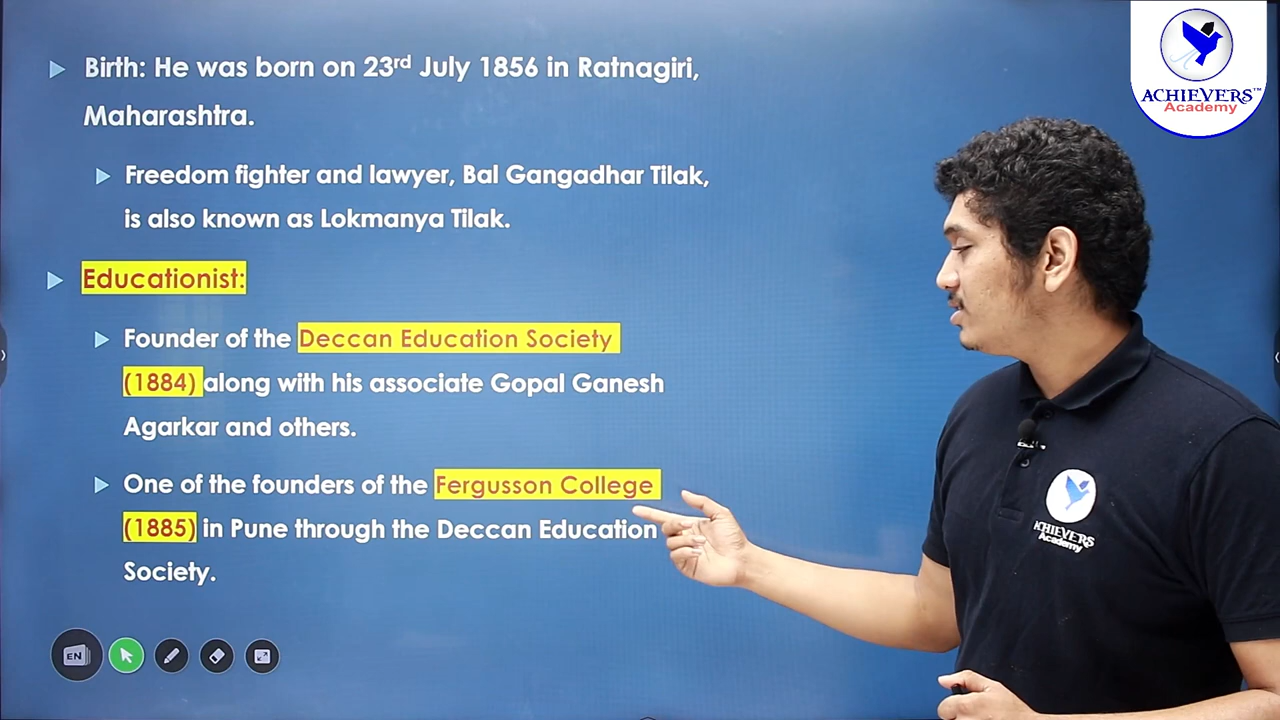 Birth: He was born on 23rd July 1856 in Ratnagiri,
Maharashtra.
Freedom fighter and lawyer, Bal Gangadhar Tilak,
is also known as Lokmanya Tilak.
Educationist:
Founder of the Deccan Education Society
(1884) along with his associate Gopal Ganesh
Agarkar and others.
One of the founders of the Fergusson College
(1885) in Pune through the Deccan Education
Society.
EN
ACHIEVERS™
Academy
ACHIEVERS
Academy